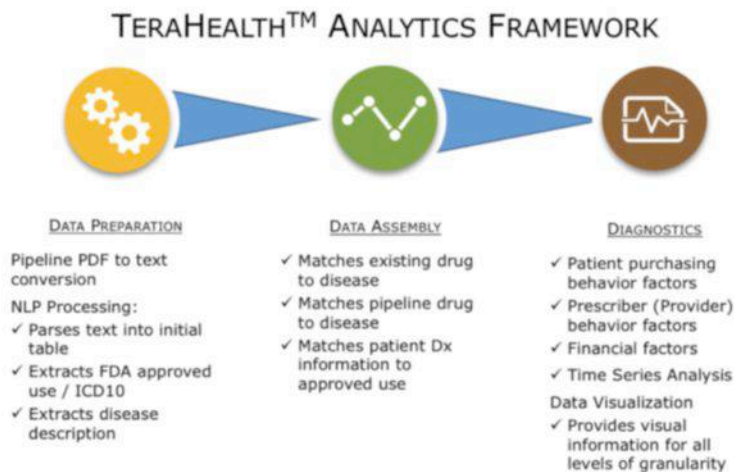 TERAHEALTH™ ANALYTICS FRAMEWORK
DATA PREPARATION
Pipeline PDF to text
conversion
NLP Processing:
✓ Parses text into initial
table
✓ Extracts FDA approved
use / ICD10
✓ Extracts disease
description
DATA ASSEMBLY
✓ Matches existing drug
to disease
✓ Matches pipeline drug
to disease
✓ Matches patient Dx
information to
approved use
DIAGNOSTICS
✓ Patient purchasing
behavior factors
✓ Prescriber (Provider)
behavior factors
✓ Financial factors
✓ Time Series Analysis
Data Visualization
✓ Provides visual
information for all
levels of granularity